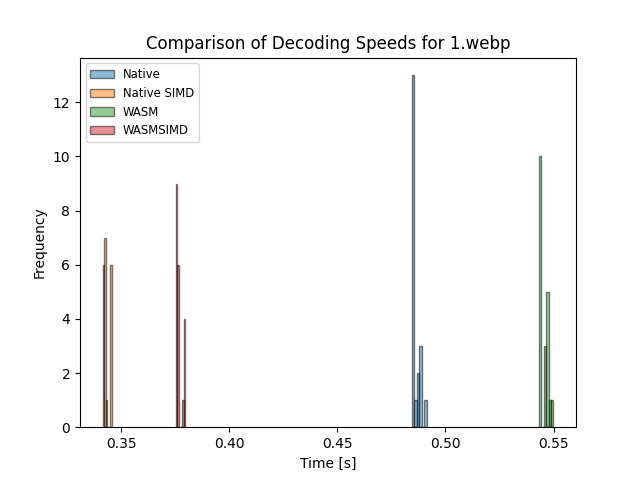 Comparison of Decoding Speeds for 1.webp
Native
Native SIMD
WASM
WASMSIMD
Frequency
12
10
8
6
4
2
0
0.35 0.40 0.45 0.50 0.55
Time [s]